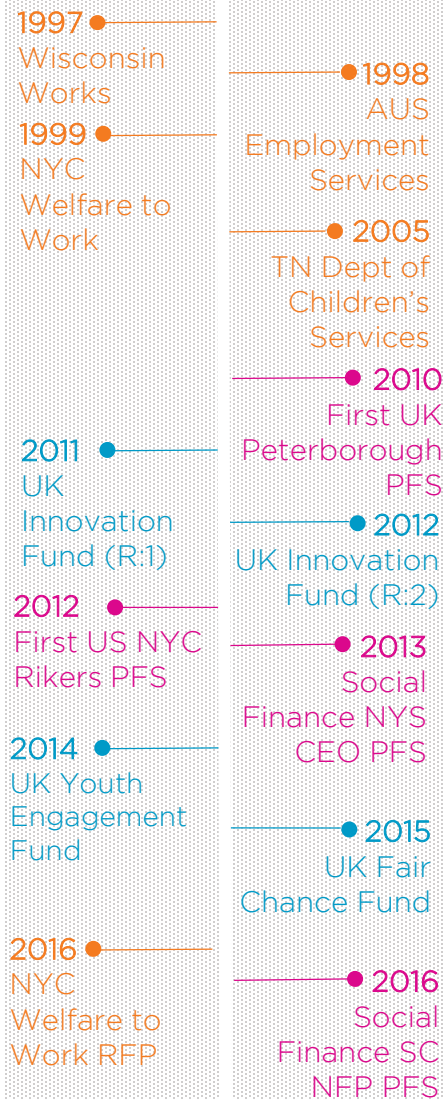 1997
Wisconsin
Works
1998
AUS
Employment
Services
1999
NYC
Welfare to
Work
2005
TN Dept of
Children's
Services
2010
First UK
Peterborough
PFS
2011
UK
Innovation
Fund (R:1)
2012
UK Innovation
Fund (R:2)
2012
First US NYC
Rikers PFS
2013
Social
Finance NYS
CEO PFS
2014
UK Youth
Engagement
Fund
2015
UK Fair
Chance Fund
2016
NYC
Welfare to
Work RFP
2016
Social
Finance SC
NFP PFS